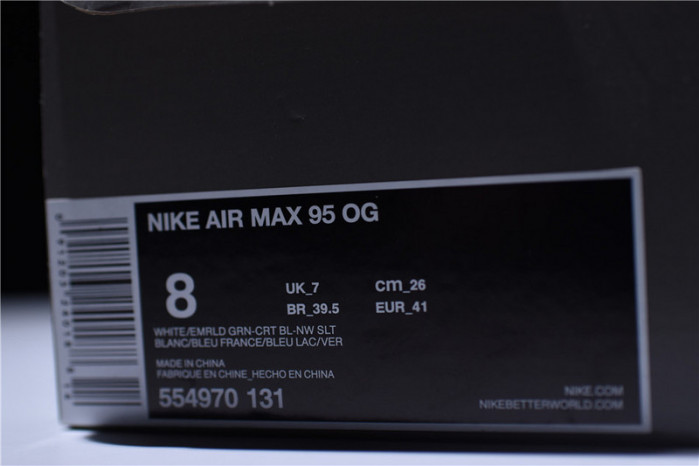 NIKE AIR MAX 95 OG
8
UK_7
cm_26
BR_39.5
EUR_41
WHITE/EMRLD GRN-CRT BL-NW SLT
BLANC/BLEU FRANCE/BLEU LAC/VER
MADE IN CHINA
FABRIQUE EN CHINE_HECHO EN CHINA
554970 131
NIKE.COM
NIKEBETTERWORLD.COM